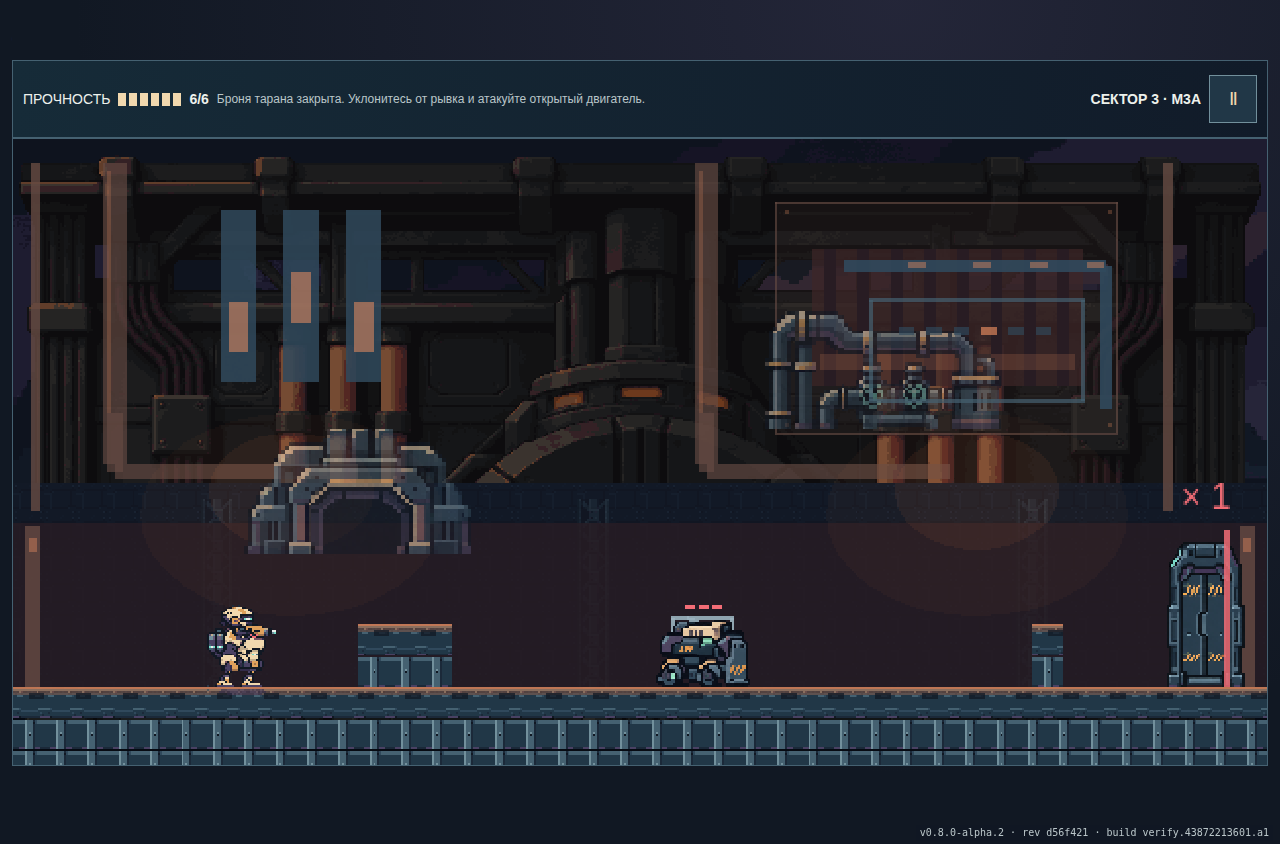 ПРОЧНОСТЬ 6/6 Броня тарана закрыта. Уклонитесь от рывка и атакуйте открытый двигатель. СЕКТОР 3 · МЗА II
× 1
v0.8.0-alpha.2 · rev d56f421 · build verify.43872213601.a1